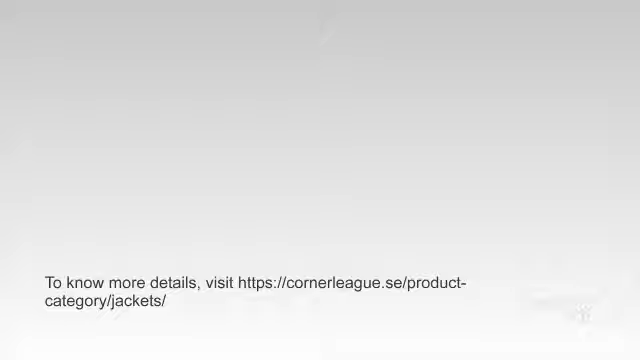 To know more details, visit https://cornerleague.se/product-
category/jackets/